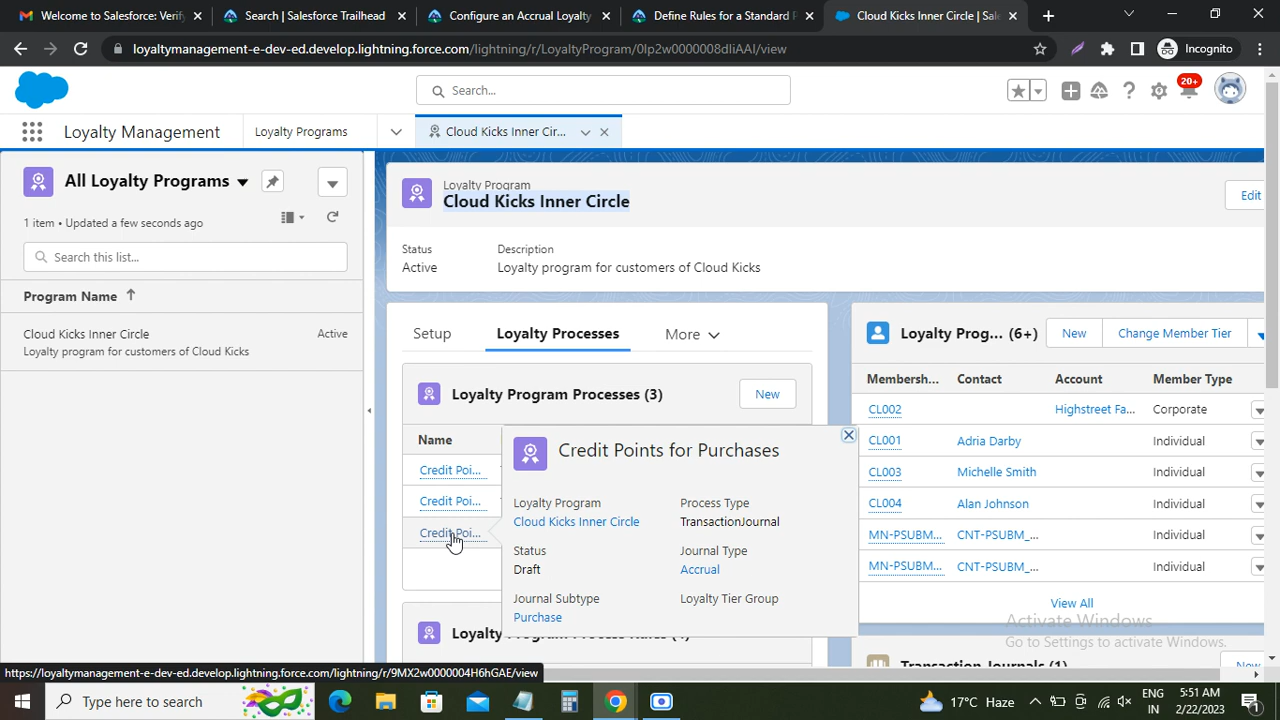 Welcome to Salesforce: Verify
Search | Salesforce Trailhead
Configure an Accrual Loyalty
Define Rules for a Standard P
Cloud Kicks Inner Circle | Sale
loyaltymanagement-e-dev-ed.develop.lightning.force.com/lightning/r/LoyaltyProgram/0lp2w0000008dIiAAI/view
Incognito
Search...
20+
Loyalty Management
Loyalty Programs
Cloud Kicks Inner Cir...
All Loyalty Programs
1 item • Updated a few seconds ago
Search this list...
Program Name
Cloud Kicks Inner Circle
Active
Loyalty program for customers of Cloud Kicks
Loyalty Program
Cloud Kicks Inner Circle
Edit
Status
Description
Active
Loyalty program for customers of Cloud Kicks
Setup
Loyalty Processes
More
Loyalty Program Processes (3)
New
Name
Credit Poi...
Credit Poi...
Credit Poi...
Credit Points for Purchases
Loyalty Program
Process Type
Cloud Kicks Inner Circle
TransactionJournal
Status
Journal Type
Draft
Accrual
Journal Subtype
Loyalty Tier Group
Purchase
Loyalty Prog... (6+)
New
Change Member Tier
Membersh...
Contact
Account
Member Type
CL002
Highstreet Fa...
Corporate
CL001
Adria Darby
Individual
CL003
Michelle Smith
Individual
CL004
Alan Johnson
Individual
MN-PSUBM...
CNT-PSUBM_...
Individual
MN-PSUBM...
CNT-PSUBM_...
Individual
View All
Activate Windows
Go to Settings to activate Windows.
Transaction Journals (1)
New
https://loyaltymanagement-e-dev-ed.develop.lightning.force.com/lightning/r/9MX2w0000004H6hGAE/view
Type here to search
17°C Haze
ENG
IN
5:51 AM
2/22/2023
1